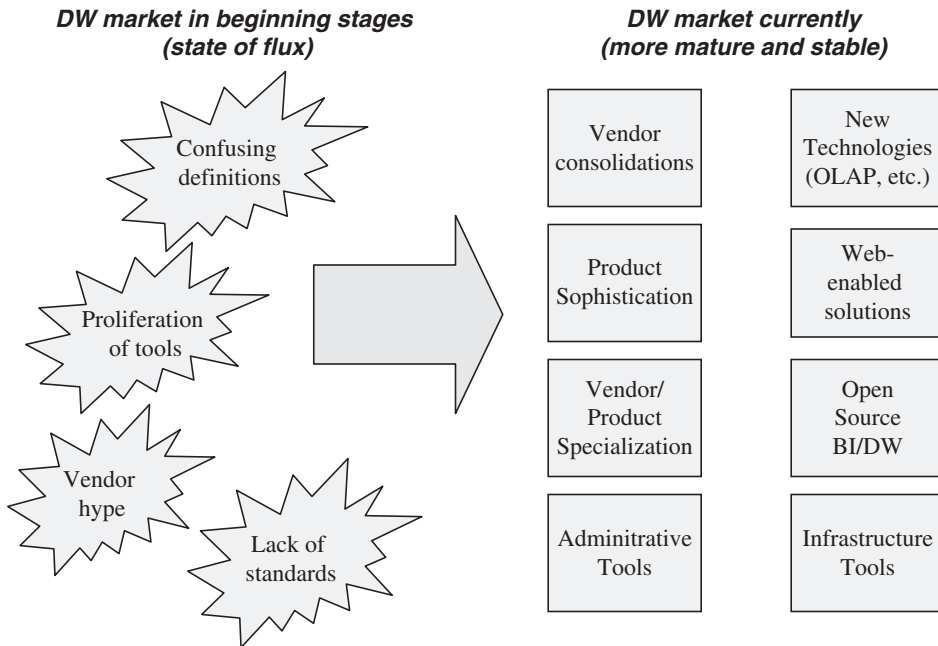 DW market in beginning stages
(state of flux)
Confusing
definitions
Proliferation
of tools
Vendor
hype
Lack of
standards
DW market currently
(more mature and stable)
Vendor
consolidations
New
Technologies
(OLAP, etc.)
Product
Sophistication
Web-
enabled
solutions
Vendor/
Product
Specialization
Open
Source
BI/DW
Adminitrative
Tools
Infrastructure
Tools